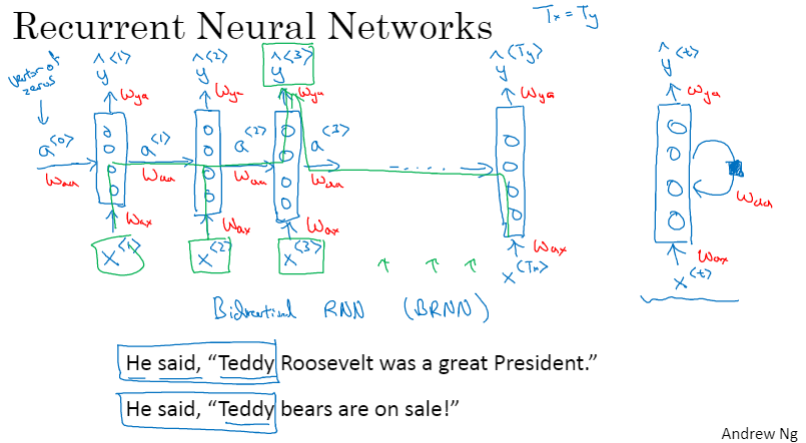 Recurrent Neural Networks
Tx = Ty
vector of zeros
ŷ<1> ŷ<2> ŷ<3> ŷ<Ty> ŷ<t>
Wya Wya Wya Wya Wya
a<0> a<1> a<2> a<3> ......
Waa Waa Waa Waa Waa
Wax Wax Wax Wax Wax
x<1> x<2> x<3> x<Tx> x<t>
Bidirectional RNN (BRNN)
He said, “Teddy Roosevelt was a great President.”
He said, “Teddy bears are on sale!”
Andrew Ng